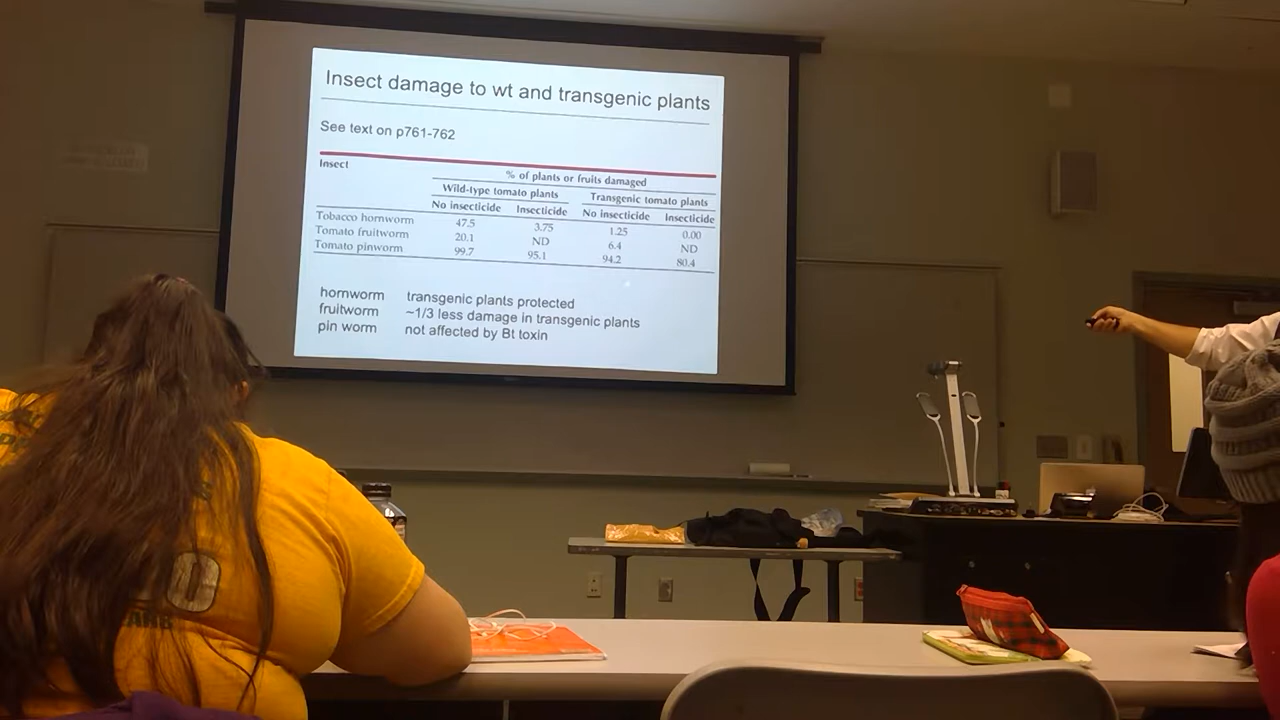 Insect damage to wt and transgenic plants
See text on p761-762
Insect
% of plants or fruits damaged
Wild-type tomato plants Transgenic tomato plants
No insecticide Insecticide No insecticide Insecticide
Tobacco hornworm 47.5 3.75 1.25 0.00
Tomato fruitworm 20.1 ND 6.4 ND
Tomato pinworm 99.7 95.1 94.2 80.4
hornworm transgenic plants protected
fruitworm ~1/3 less damage in transgenic plants
pin worm not affected by Bt toxin